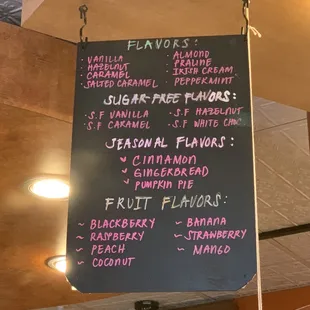 FLAVORS:
· VANILLA · ALMOND
· HAZELNUT · PRALINE
· CARAMEL · IRISH CREAM
· SALTED CARAMEL · PEPPERMINT
SUGAR-FREE FLAVORS:
· S.F VANILLA · S.F HAZELNUT
· S.F CARAMEL · S.F WHITE CHOC.
SEASONAL FLAVORS:
CINNAMON
GINGERBREAD
PUMPKIN PIE
FRUIT FLAVORS:
~ BLACKBERRY ~ BANANA
~ RASPBERRY ~ STRAWBERRY
~ PEACH ~ MANGO
~ COCONUT